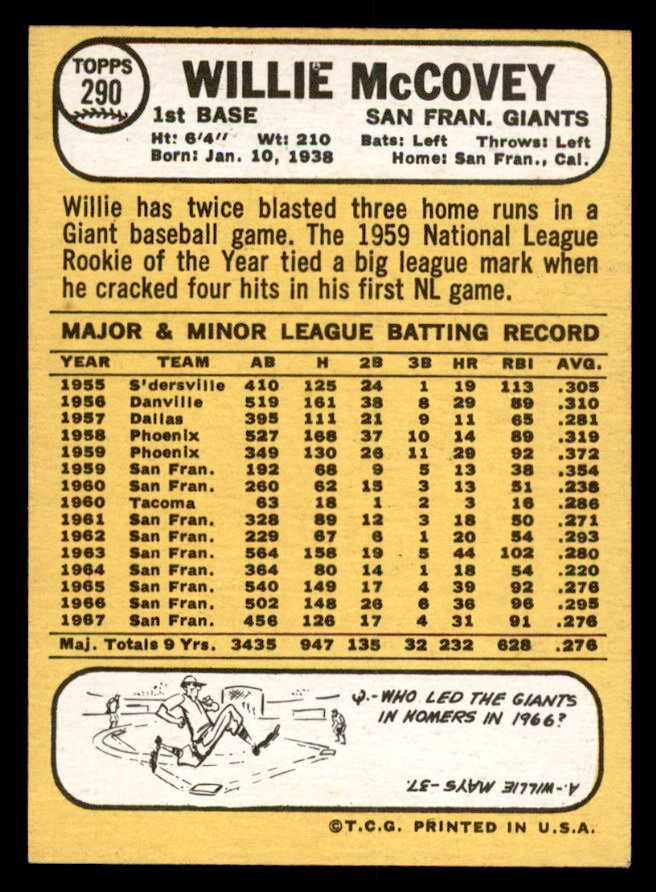 TOPPS
290
WILLIE McCOVEY
1st BASE SAN FRAN. GIANTS
Ht: 6'4" Wt: 210 Bats: Left Throws: Left
Born: Jan. 10, 1938 Home: San Fran., Cal.
Willie has twice blasted three home runs in a
Giant baseball game. The 1959 National League
Rookie of the Year tied a big league mark when
he cracked four hits in his first NL game.
MAJOR & MINOR LEAGUE BATTING RECORD
YEAR TEAM AB H 2B 3B HR RBI AVG.
1955 S'dersville 410 125 24 1 19 113 .305
1956 Danville 519 161 38 8 29 89 .310
1957 Dallas 395 111 21 9 11 65 .281
1958 Phoenix 527 168 37 10 14 89 .319
1959 Phoenix 349 130 26 11 29 92 .372
1959 San Fran. 192 68 9 5 13 38 .354
1960 San Fran. 260 62 15 3 13 51 .238
1960 Tacoma 63 18 1 2 3 16 .286
1961 San Fran. 328 89 12 3 18 50 .271
1962 San Fran. 229 67 6 1 20 54 .293
1963 San Fran. 564 158 19 5 44 102 .280
1964 San Fran. 364 80 14 1 18 54 .220
1965 San Fran. 540 149 17 4 39 92 .276
1966 San Fran. 502 148 26 6 36 96 .295
1967 San Fran. 456 126 17 4 31 91 .276
Maj. Totals 9 Yrs. 3435 947 135 32 232 628 .276
Q.-WHO LED THE GIANTS
IN HOMERS IN 1966?
A.-WILLIE MAYS-37.
©T.C.G. PRINTED IN U.S.A.